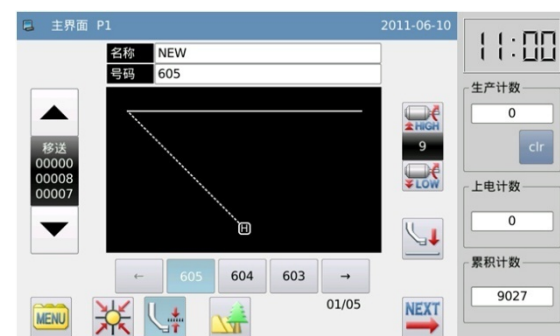 主界面 P1 2011-06-10
11:00
名称 NEW
号码 605
生产计数
0
clr
移送
00000
00008
00007
HIGH
9
LOW
H
上电计数
0
累积计数
9027
← 605 604 603 →
01/05
MENU
NEXT